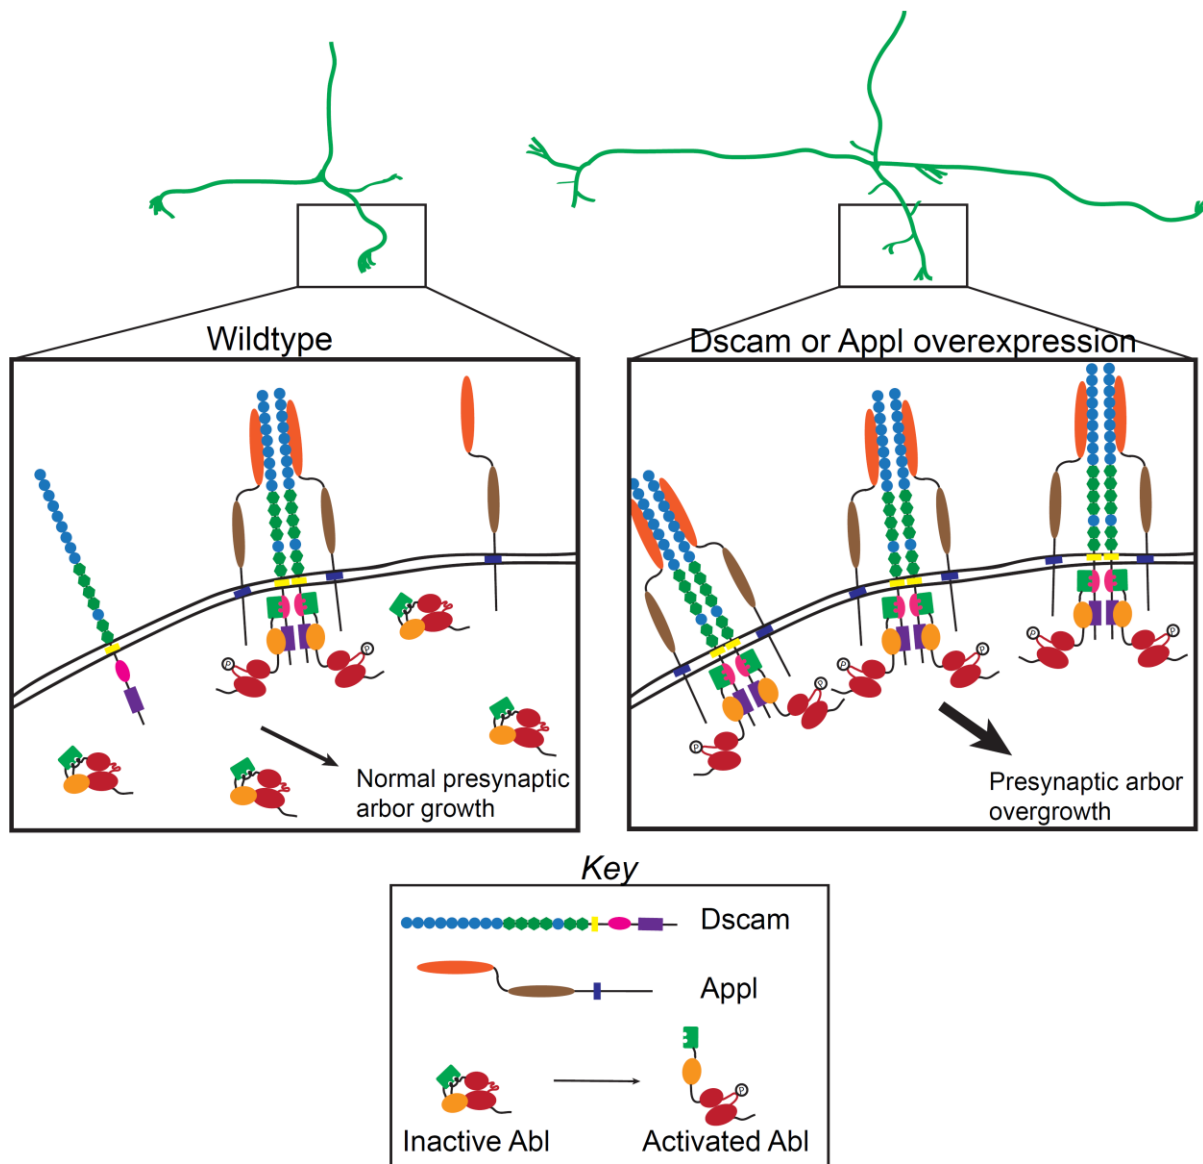 Wildtype
Dscam or Appl overexpression
P
P
Normal presynaptic
arbor growth
P
P
P
P
P
P
Presynaptic arbor
overgrowth
Key
Dscam
Appl
P
Inactive Abl
Activated Abl